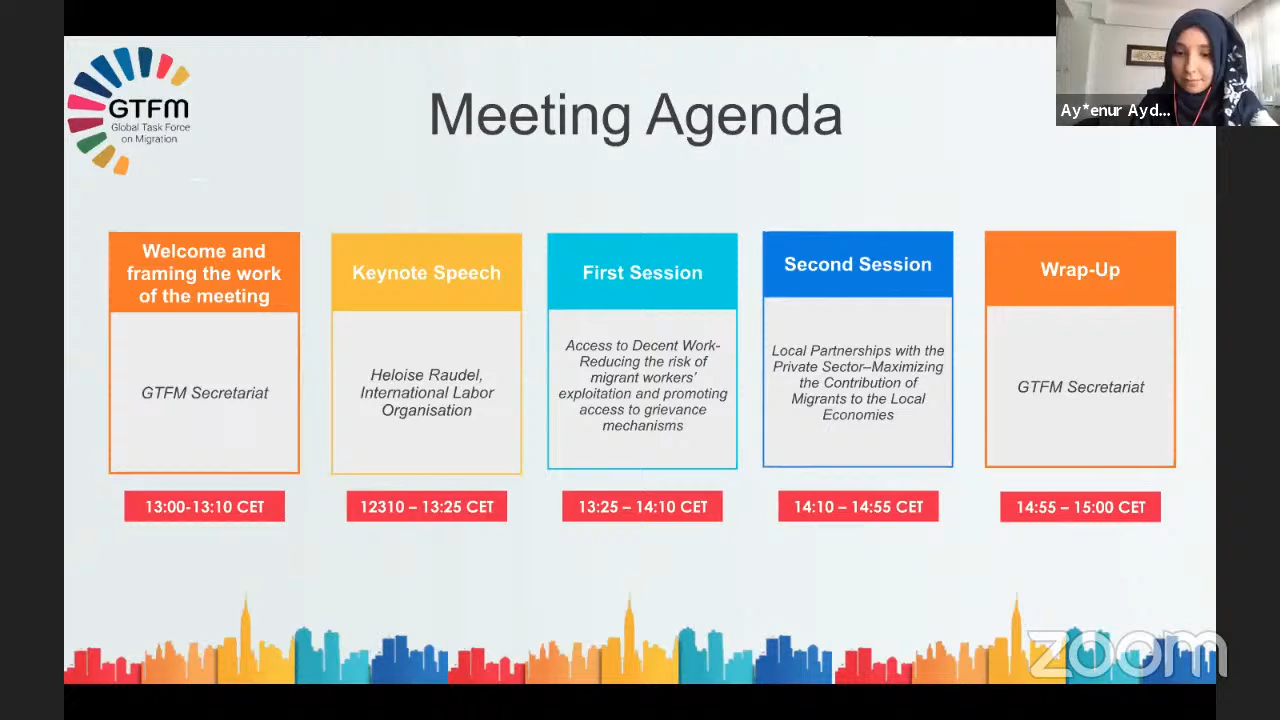 GTFM
Global Task Force
on Migration
Meeting Agenda
Ay*enur Ayd...
Welcome and
framing the work
of the meeting
GTFM Secretariat
13:00-13:10 CET
Keynote Speech
Heloise Raudel,
International Labor
Organisation
12310 – 13:25 CET
First Session
Access to Decent Work-
Reducing the risk of
migrant workers'
exploitation and promoting
access to grievance
mechanisms
13:25 – 14:10 CET
Second Session
Local Partnerships with the
Private Sector–Maximizing
the Contribution of
Migrants to the Local
Economies
14:10 – 14:55 CET
Wrap-Up
GTFM Secretariat
14:55 – 15:00 CET
zoom